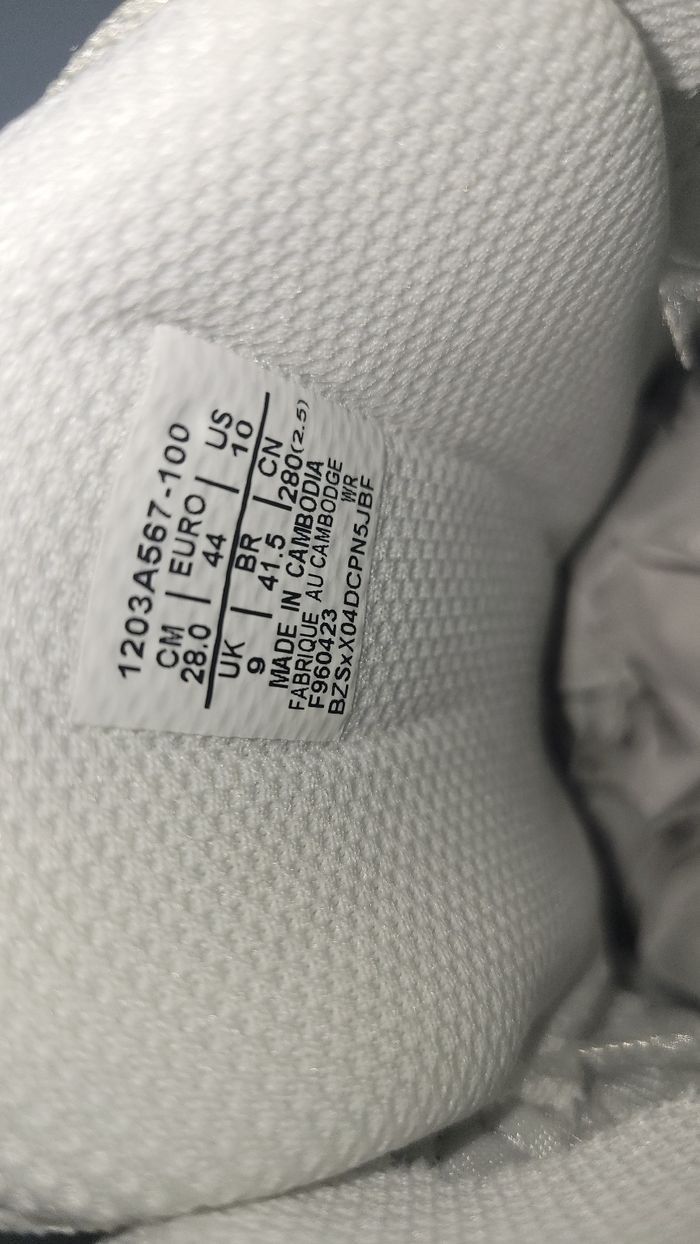 1203A567-100
CM | EURO | US
28.0 | 44 | 10
UK | BR | CN
9 | 41.5 | 280(2.5)
MADE IN CAMBODIA
FABRIQUE AU CAMBODGE
F960423 WR
BZSxX04DCPN5JBF